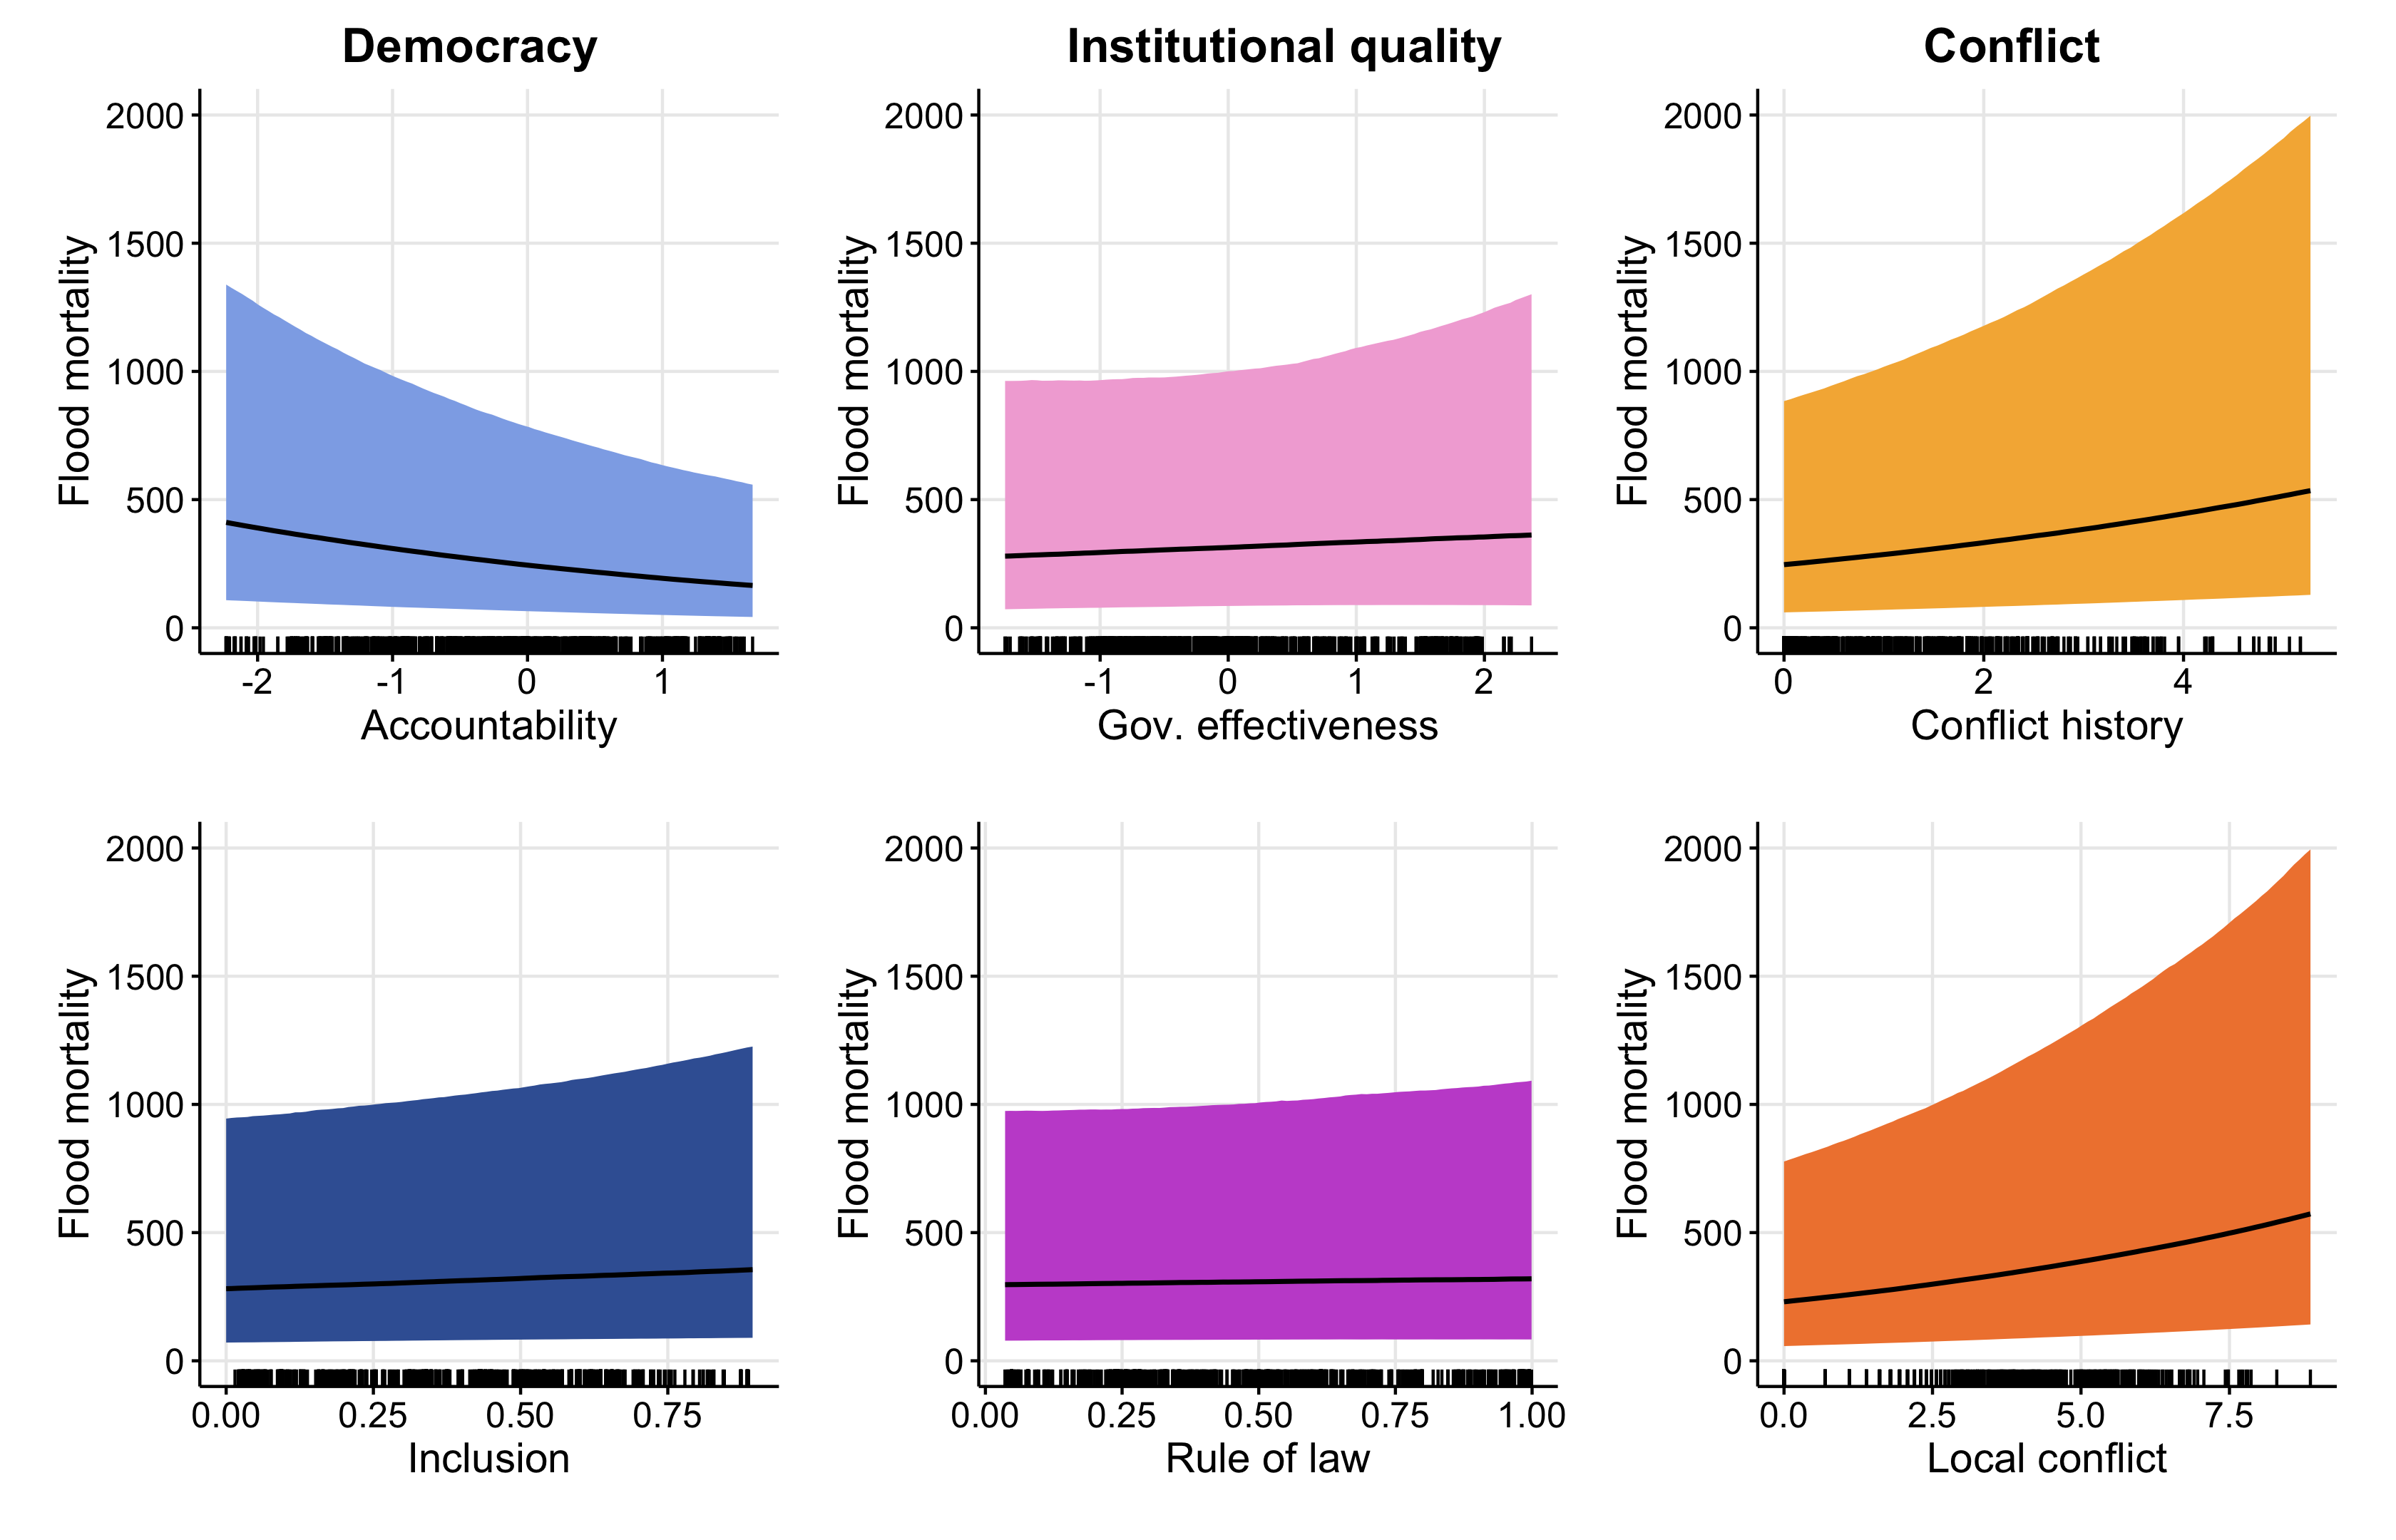 Democracy
Institutional quality
Conflict
Flood mortality
2000
1500
1000
500
0
-2 -1 0 1
Accountability
Flood mortality
2000
1500
1000
500
0
-1 0 1 2
Gov. effectiveness
Flood mortality
2000
1500
1000
500
0
0 2 4
Conflict history
Flood mortality
2000
1500
1000
500
0
0.00 0.25 0.50 0.75
Inclusion
Flood mortality
2000
1500
1000
500
0
0.00 0.25 0.50 0.75 1.00
Rule of law
Flood mortality
2000
1500
1000
500
0
0.0 2.5 5.0 7.5
Local conflict